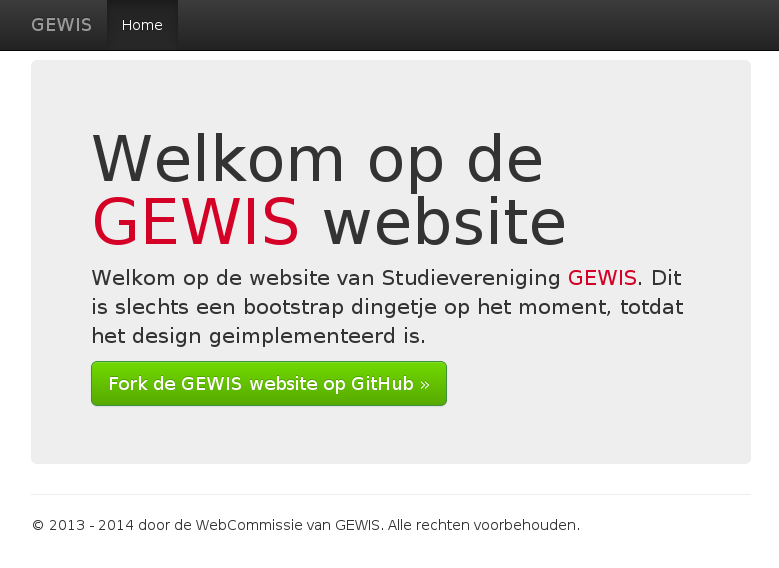 GEWIS Home
Welkom op de
GEWIS website
Welkom op de website van Studievereniging GEWIS. Dit
is slechts een bootstrap dingetje op het moment, totdat
het design geimplementeerd is.
Fork de GEWIS website op GitHub »
© 2013 - 2014 door de WebCommissie van GEWIS. Alle rechten voorbehouden.